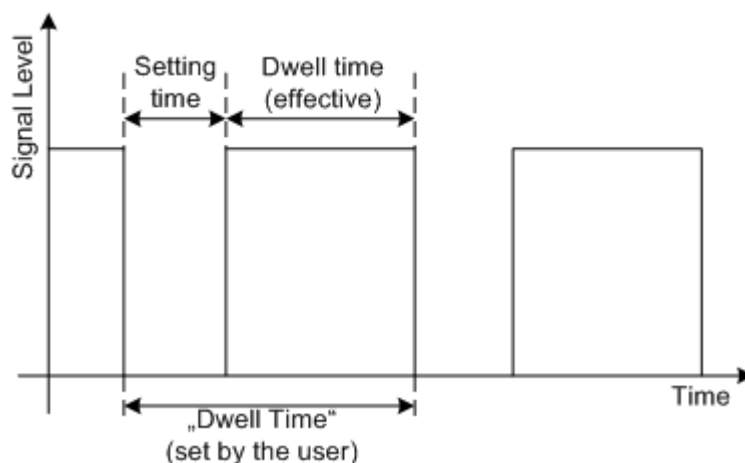 Signal Level
Setting
time
Dwell time
(effective)
Time
„Dwell Time“
(set by the user)